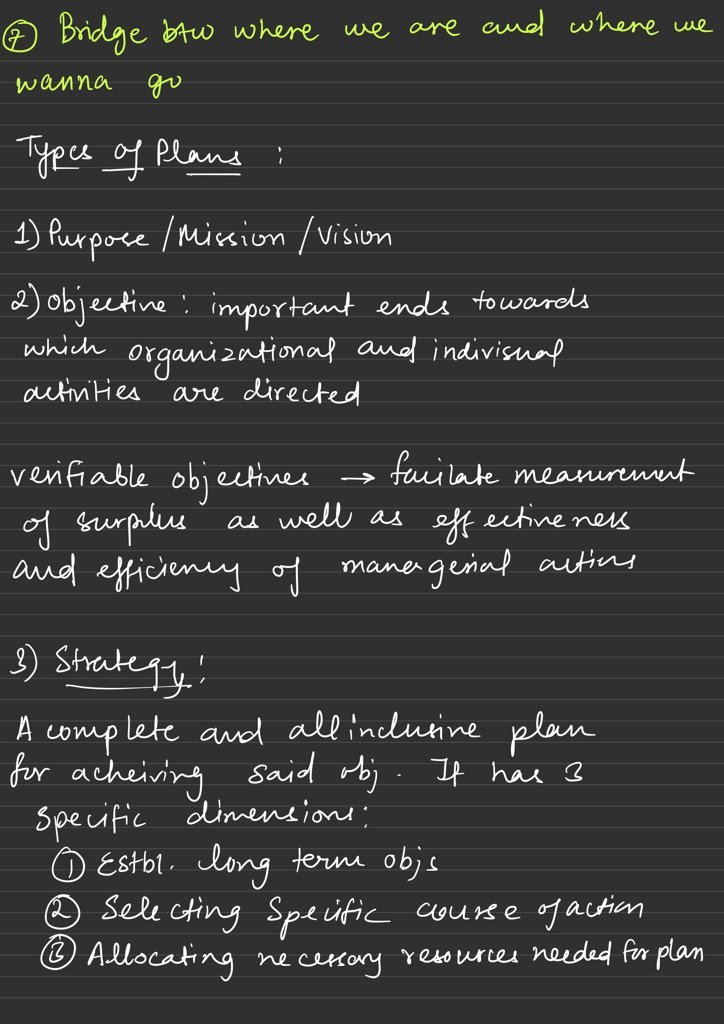 ⑦ Bridge btw where we are and where we
wanna go
Types of Plans :
1) Purpose / Mission / Vision
2) Objective : important ends towards
which organizational and indivisual
activities are directed
verifiable objectives → facilate measurement
of surplus as well as effectiveness
and efficiency of managerial actions
3) Strategy :
A complete and all inclusive plan
for acheiving said obj. It has 3
specific dimensions :
① Estbl. long term objs
② Selecting Specific course of action
③ Allocating necessary resources needed for plan